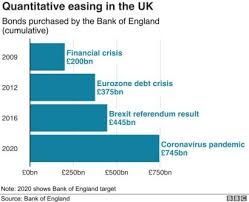 Quantitative easing in the UK
Bonds purchased by the Bank of England
(cumulative)
2009
Financial crisis
£200bn
2012
Eurozone debt crisis
£375bn
2016
Brexit referendum result
£445bn
2020
Coronavirus pandemic
£745bn
£0bn £250bn £500bn £750bn
Note: 2020 shows Bank of England target
Source: Bank of England
BBC